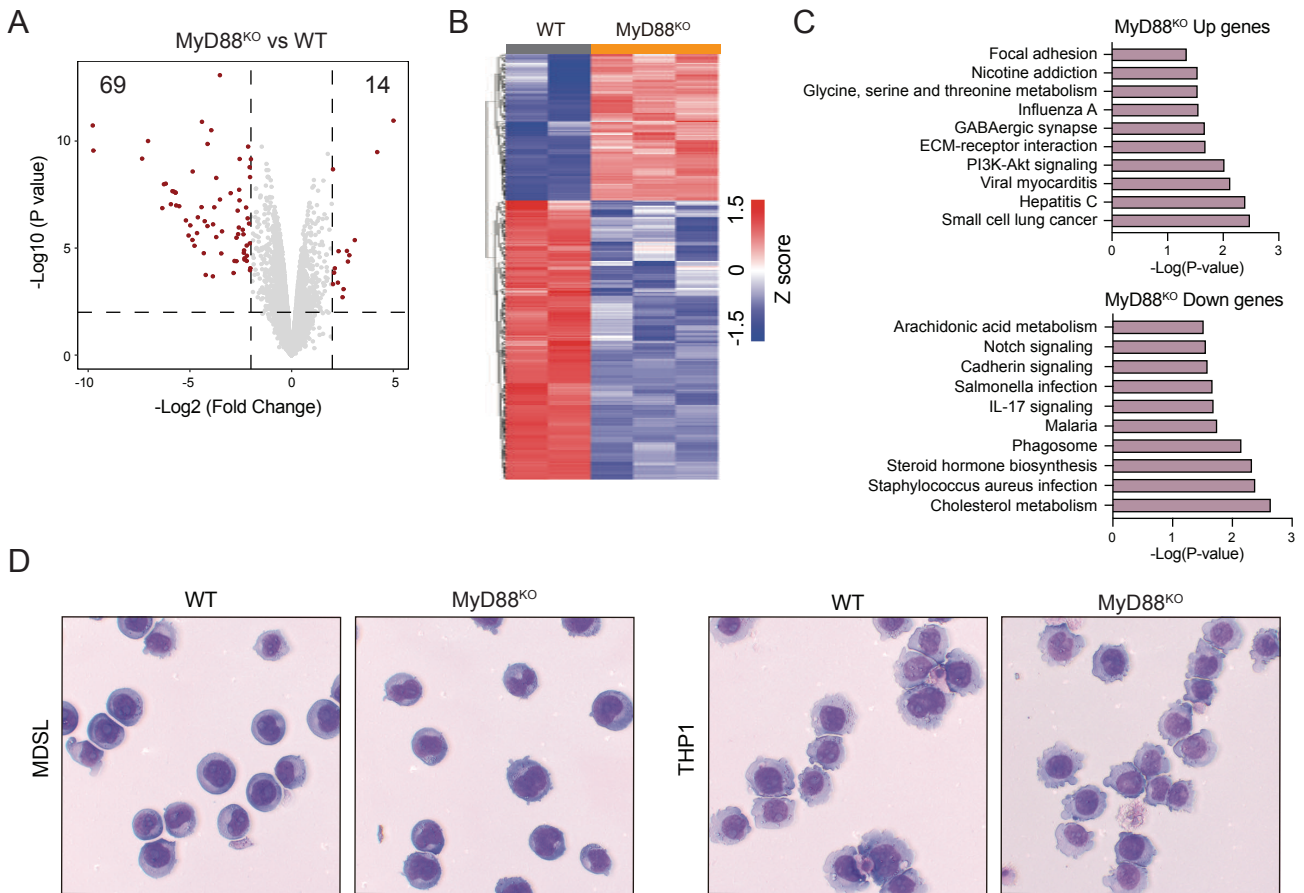 A
MyD88KO vs WT
69
14
-Log10 (P value)
10
5
0
-10
-5
0
5
-Log2 (Fold Change)
B
WT
MyD88KO
1.5
0
-1.5
Z score
C
MyD88KO Up genes
Focal adhesion
Nicotine addiction
Glycine, serine and threonine metabolism
Influenza A
GABAergic synapse
ECM-receptor interaction
PI3K-Akt signaling
Viral myocarditis
Hepatitis C
Small cell lung cancer
0
1
2
3
-Log(P-value)
MyD88KO Down genes
Arachidonic acid metabolism
Notch signaling
Cadherin signaling
Salmonella infection
IL-17 signaling
Malaria
Phagosome
Steroid hormone biosynthesis
Staphylococcus aureus infection
Cholesterol metabolism
0
1
2
3
-Log(P-value)
D
WT
MyD88KO
WT
MyD88KO
MDSL
THP1